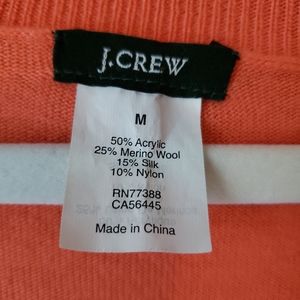 J.CREW
M
50% Acrylic
25% Merino Wool
15% Silk
10% Nylon
RN77388
CA56445
Made in China